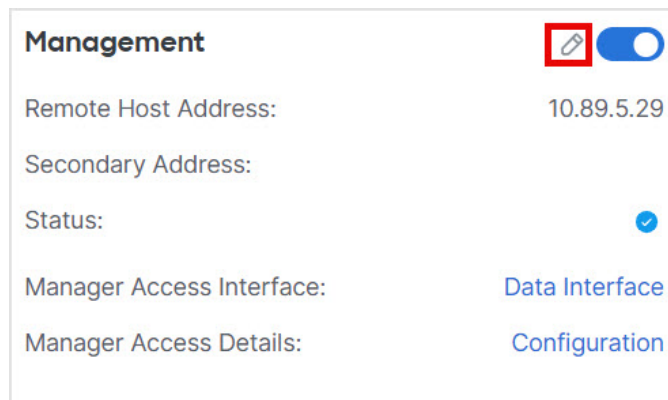 Management
Remote Host Address: 10.89.5.29
Secondary Address:
Status:
Manager Access Interface: Data Interface
Manager Access Details: Configuration